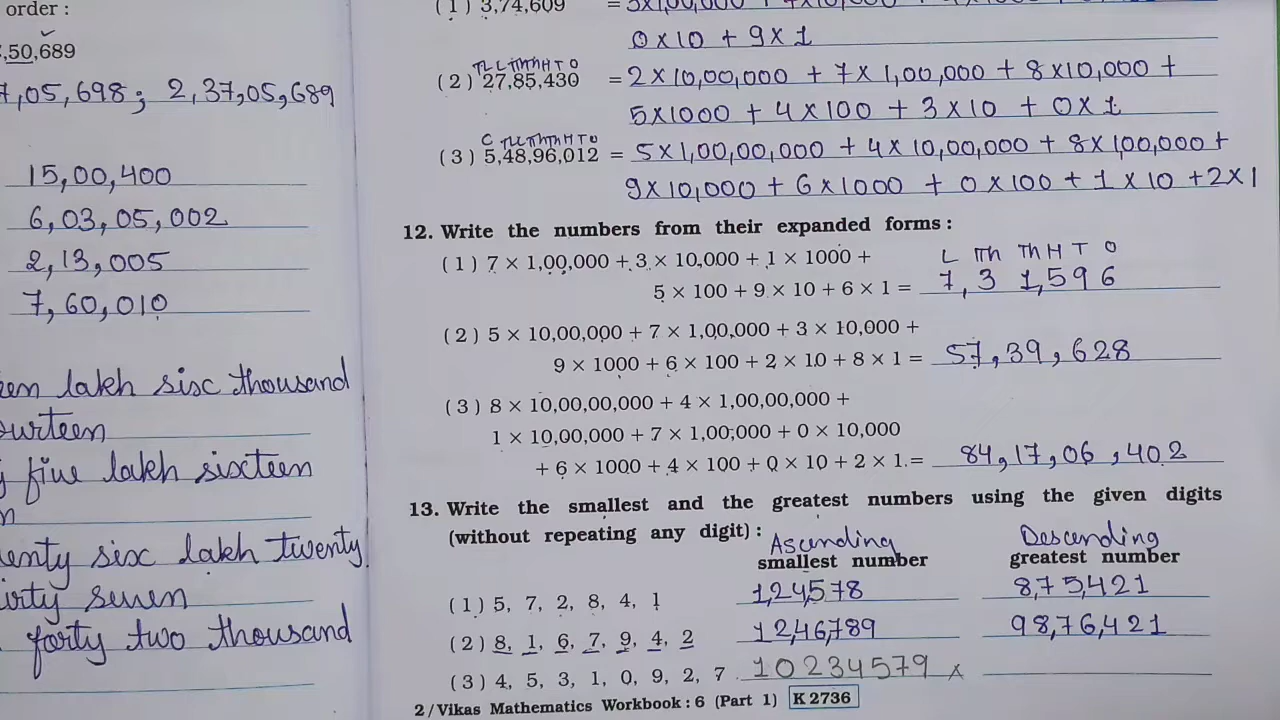 order :
,50,689
7,05,698; 2,37,05,689
15,00,400
6,03,05,002
2,13,005
7,60,010
lakh sisc thousand
five lakh sixteen
six lakh twenty
seven
forty two thousand
(1) 3,74,609
0×10 + 9×1
TL L TTh Th H T O
(2) 27,85,430 = 2×10,00,000 + 7×1,00,000 + 8×10,000 +
5×1000 + 4×100 + 3×10 + 0×1
C TL L TTh Th H T O
(3) 5,48,96,012 = 5×1,00,00,000 + 4×10,00,000 + 8×100,000 +
9×10,000 + 6×1000 + 0×100 + 1×10 +2×1
12. Write the numbers from their expanded forms :
(1) 7 × 1,00,000 + 3 × 10,000 + 1 × 1000 + L TTh Th H T O
5 × 100 + 9 × 10 + 6 × 1 = 7,3 1,596
(2) 5 × 10,00,000 + 7 × 1,00,000 + 3 × 10,000 +
9 × 1000 + 6 × 100 + 2 × 10 + 8 × 1 = 57,39,628
(3) 8 × 10,00,00,000 + 4 × 1,00,00,000 +
1 × 10,00,000 + 7 × 1,00,000 + 0 × 10,000
+ 6 × 1000 + 4 × 100 + 0 × 10 + 2 × 1 = 84,17,06,402
13. Write the smallest and the greatest numbers using the given digits
(without repeating any digit) : Ascending Descending
smallest number greatest number
(1) 5, 7, 2, 8, 4, 1 1,24,578 8,75,421
(2) 8, 1, 6, 7, 9, 4, 2 12,46,789 98,76,421
(3) 4, 5, 3, 1, 0, 9, 2, 7 10234579 ×
2/Vikas Mathematics Workbook : 6 (Part 1) K 2736